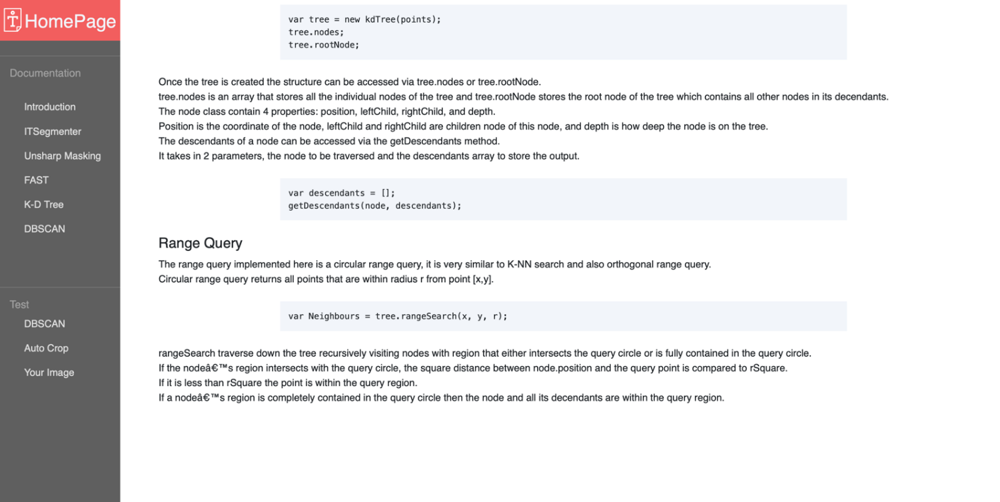 HomePage
Documentation
Introduction
ITSegmenter
Unsharp Masking
FAST
K-D Tree
DBSCAN
Test
DBSCAN
Auto Crop
Your Image
var tree = new kdTree(points);
tree.nodes;
tree.rootNode;
Once the tree is created the structure can be accessed via tree.nodes or tree.rootNode.
tree.nodes is an array that stores all the individual nodes of the tree and tree.rootNode stores the root node of the tree which contains all other nodes in its decendants.
The node class contain 4 properties: position, leftChild, rightChild, and depth.
Position is the coordinate of the node, leftChild and rightChild are children node of this node, and depth is how deep the node is on the tree.
The descendants of a node can be accessed via the getDescendants method.
It takes in 2 parameters, the node to be traversed and the descendants array to store the output.
var descendants = [];
getDescendants(node, descendants);
Range Query
The range query implemented here is a circular range query, it is very similar to K-NN search and also orthogonal range query.
Circular range query returns all points that are within radius r from point [x,y].
var Neighbours = tree.rangeSearch(x, y, r);
rangeSearch traverse down the tree recursively visiting nodes with region that either intersects the query circle or is fully contained in the query circle.
If the nodeâ€™s region intersects with the query circle, the square distance between node.position and the query point is compared to rSquare.
If it is less than rSquare the point is within the query region.
If a nodeâ€™s region is completely contained in the query circle then the node and all its decendants are within the query region.